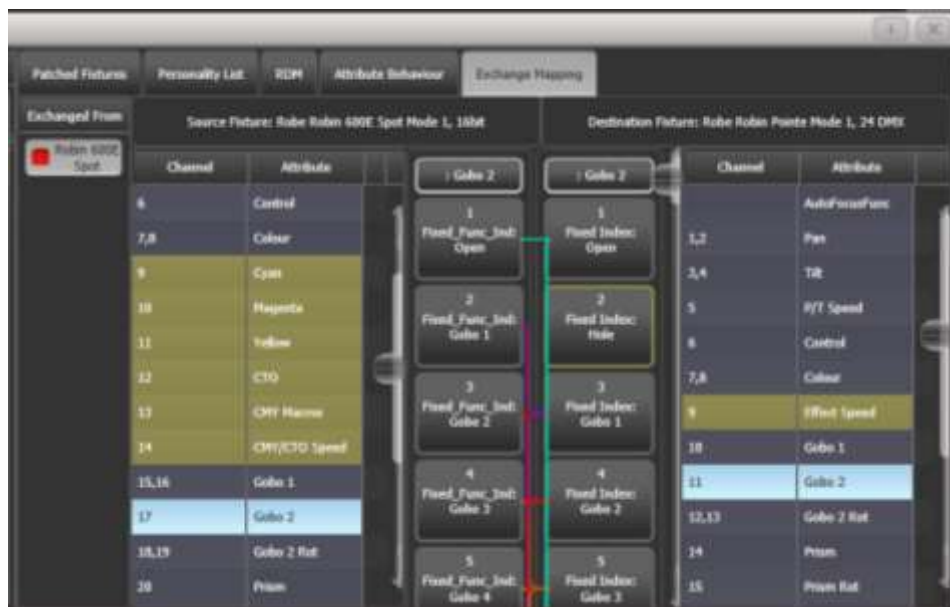 Patched Fixtures
Personality List
RDM
Attribute Behaviour
Exchange Mapping
Exchanged From
Source Fixture: Robe Robin 600E Spot Mode 1, 16bit
Destination Fixture: Robe Robin Pointe Mode 1, 24 DMX
Robin 600E
Spot
Channel Attribute
6 Control
7,8 Colour
9 Cyan
10 Magenta
11 Yellow
12 CTO
13 CMY Macros
14 CMY/CTO Speed
15,16 Gobo 1
17 Gobo 2
18,19 Gobo 2 Rot
20 Prism
: Gobo 2
1
Fixed_Func_Ind:
Open
2
Fixed_Func_Ind:
Gobo 1
3
Fixed_Func_Ind:
Gobo 2
4
Fixed_Func_Ind:
Gobo 3
5
Fixed_Func_Ind:
Gobo 4
: Gobo 2
1
Fixed Index:
Open
2
Fixed Index:
Hole
3
Fixed Index:
Gobo 1
4
Fixed Index:
Gobo 2
5
Fixed Index:
Gobo 3
Channel Attribute
AutoFocusFunc
1,2 Pan
3,4 Tilt
5 P/T Speed
6 Control
7,8 Colour
9 Effect Speed
10 Gobo 1
11 Gobo 2
12,13 Gobo 2 Rot
14 Prism
15 Prism Rot